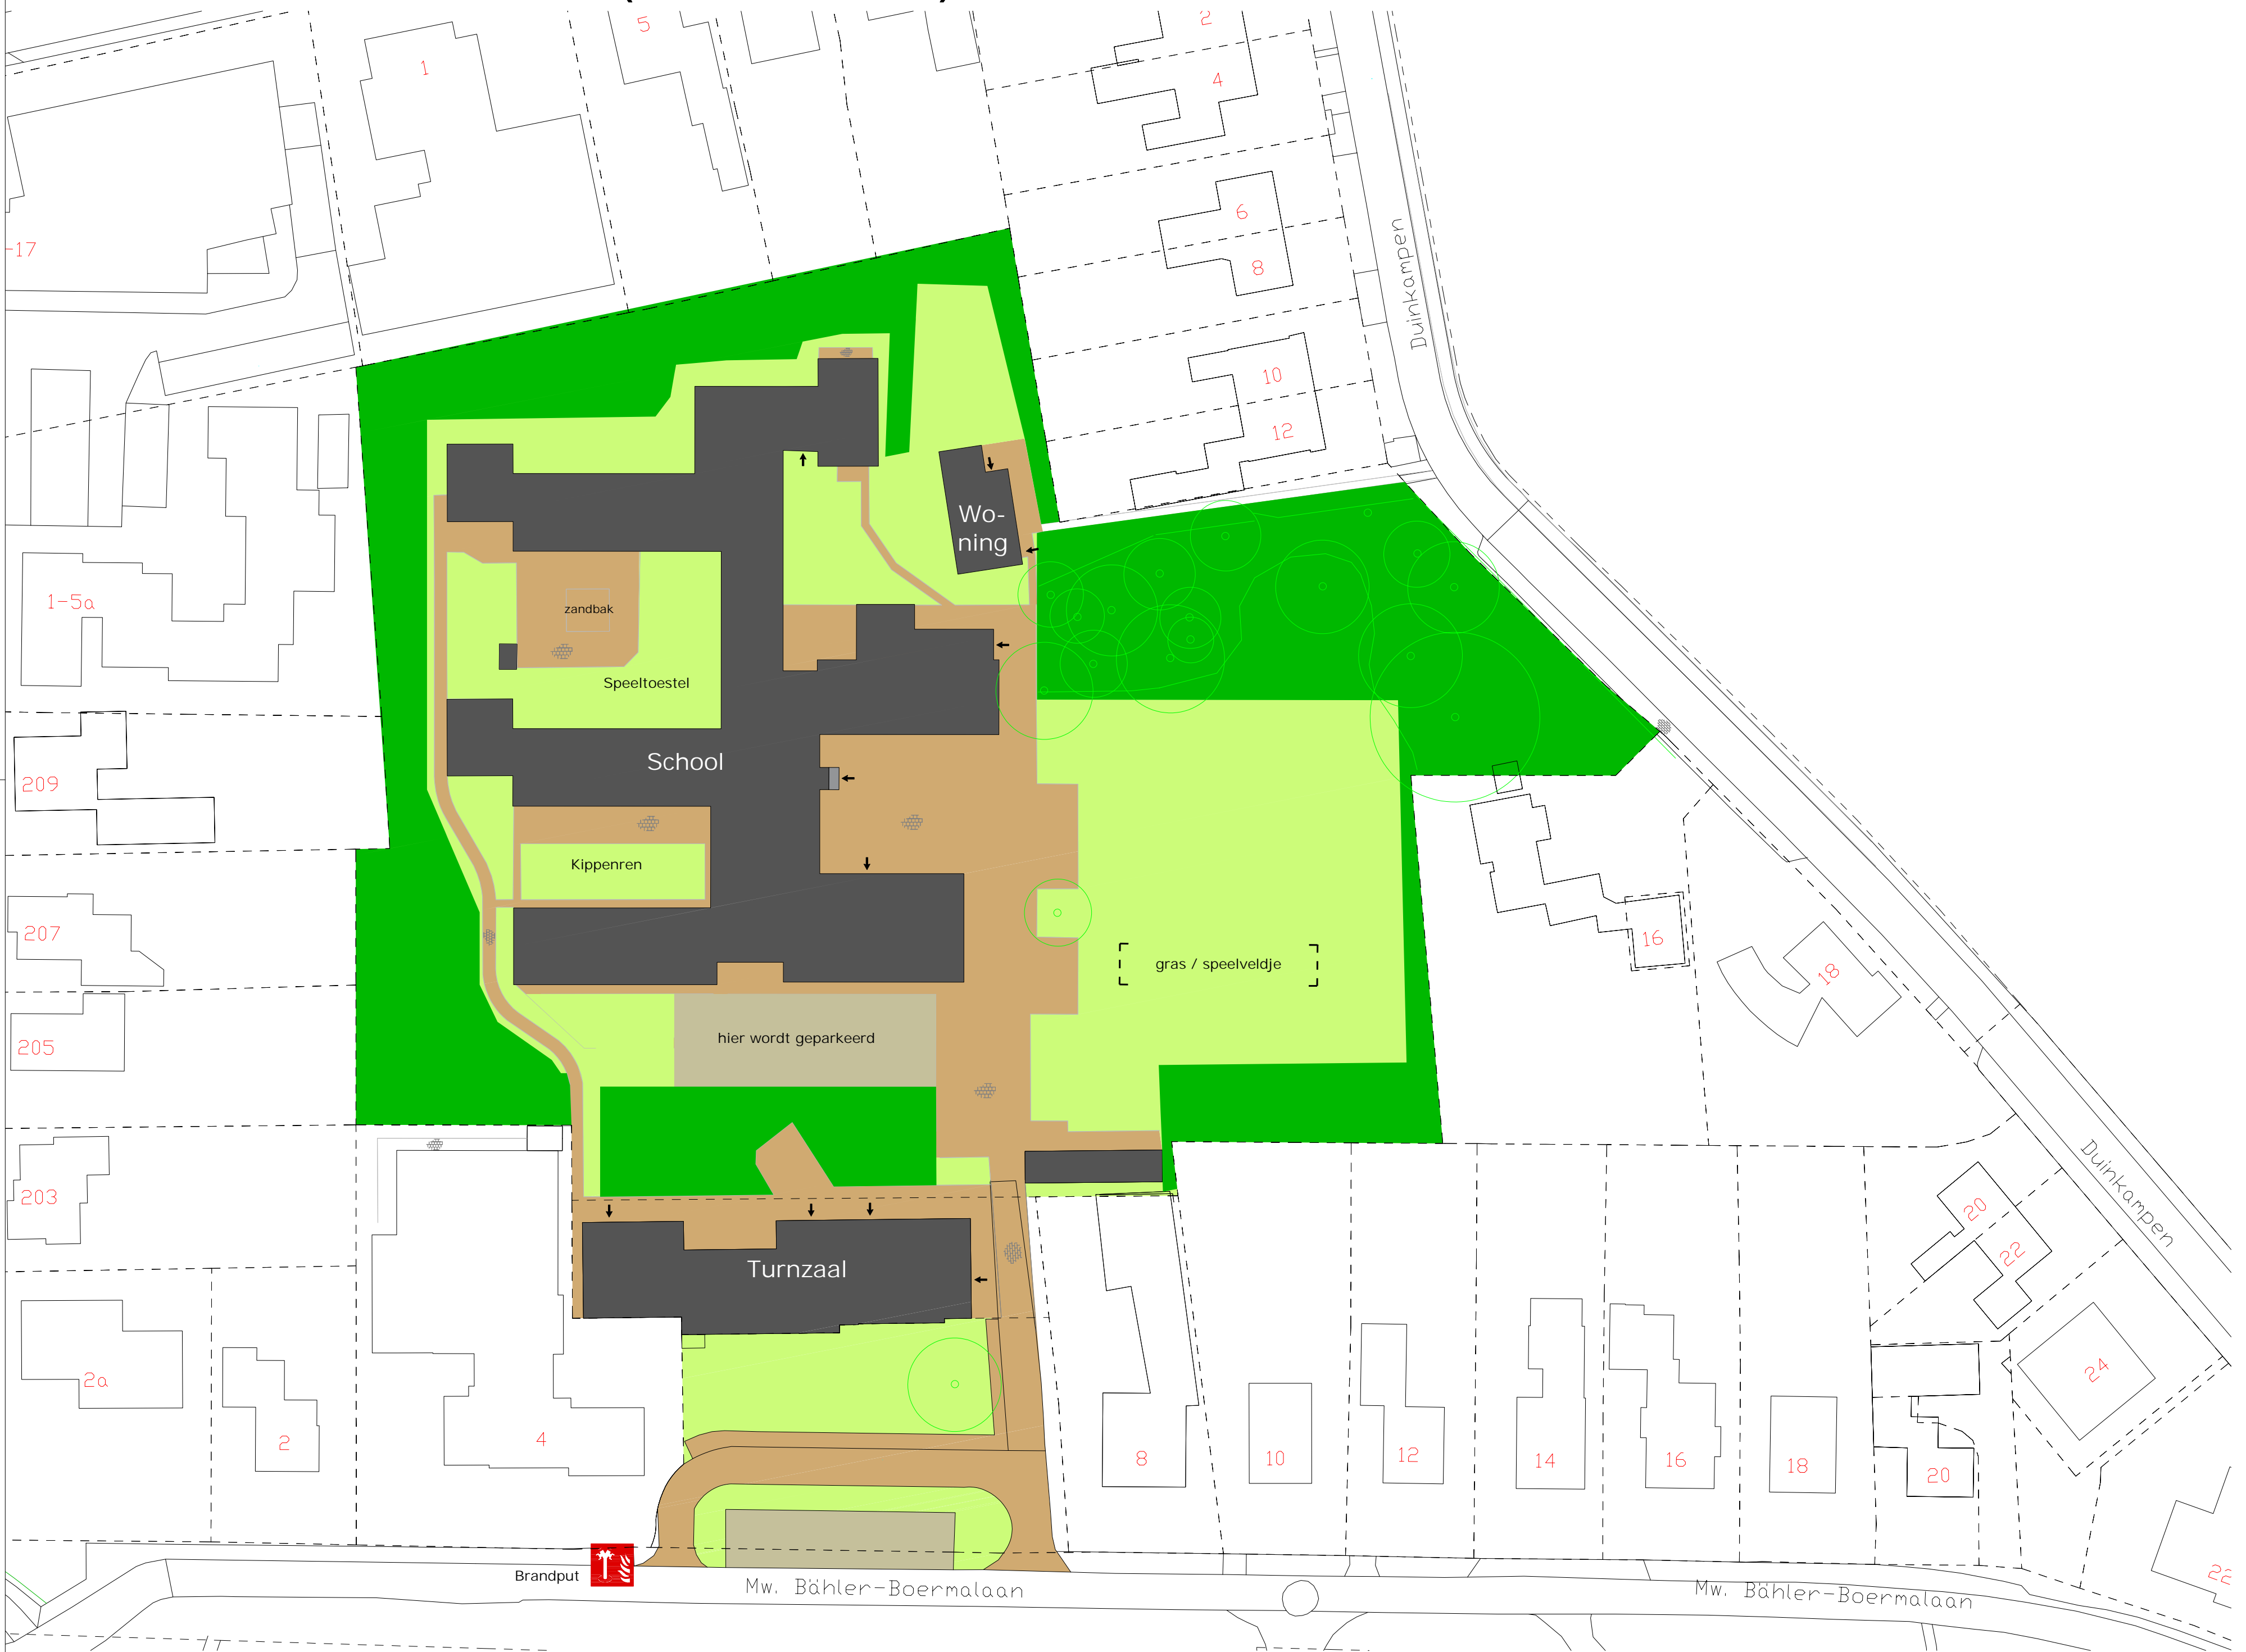 5
2
1
4
-17
6
8
Duinkampen
10
12
Wo-
ning
1-5a
zandbak
Speeltoestel
School
209
Kippenren
207
16
gras / speelveldje
18
205
hier wordt geparkeerd
203
Duinkampen
20
22
Turnzaal
2a
24
2
4
8
10
12
14
16
18
20
22
Brandput
Mw. Bähler-Boermalaan
Mw. Bähler-Boermalaan